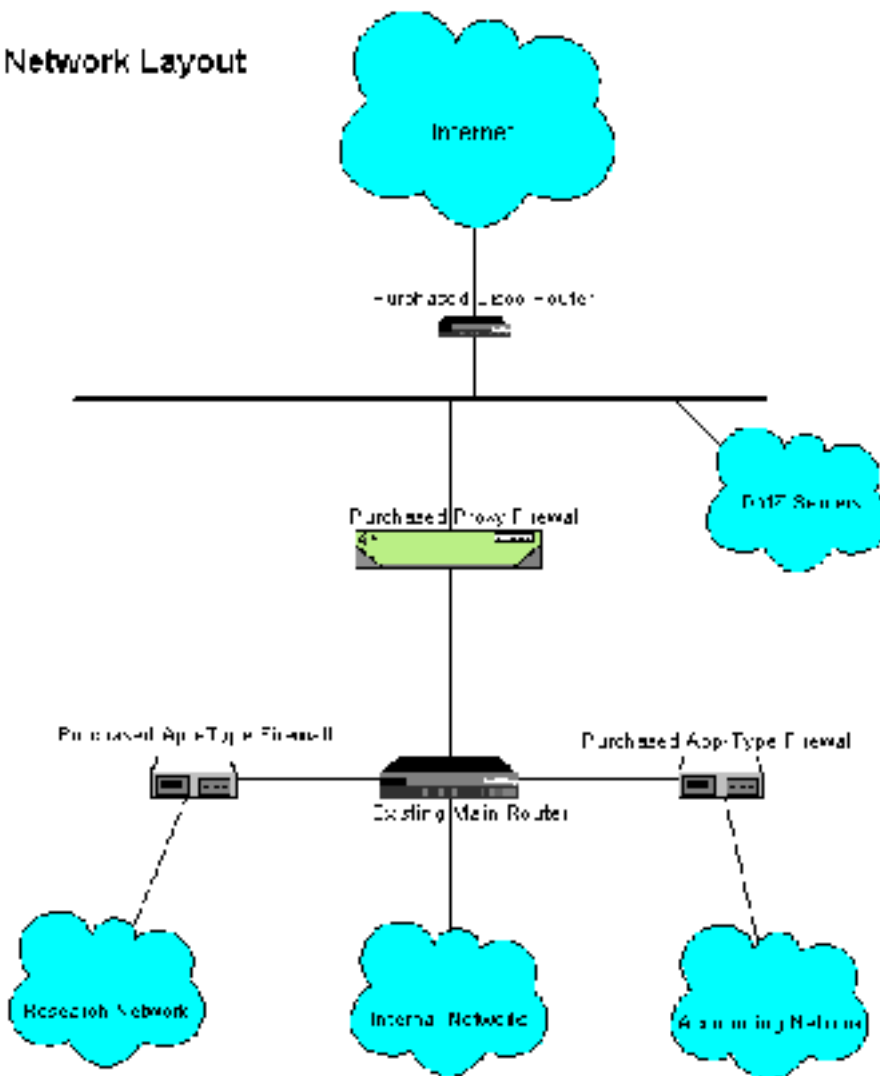 Network Layout
Internet
Purchased Cisco Router
DMZ Servers
Purchased Proxy Firewall
Purchased App-Type Firewall
Purchased App-Type Firewall
Existing Main Router
Research Network
Internal Networks
Accounting Network